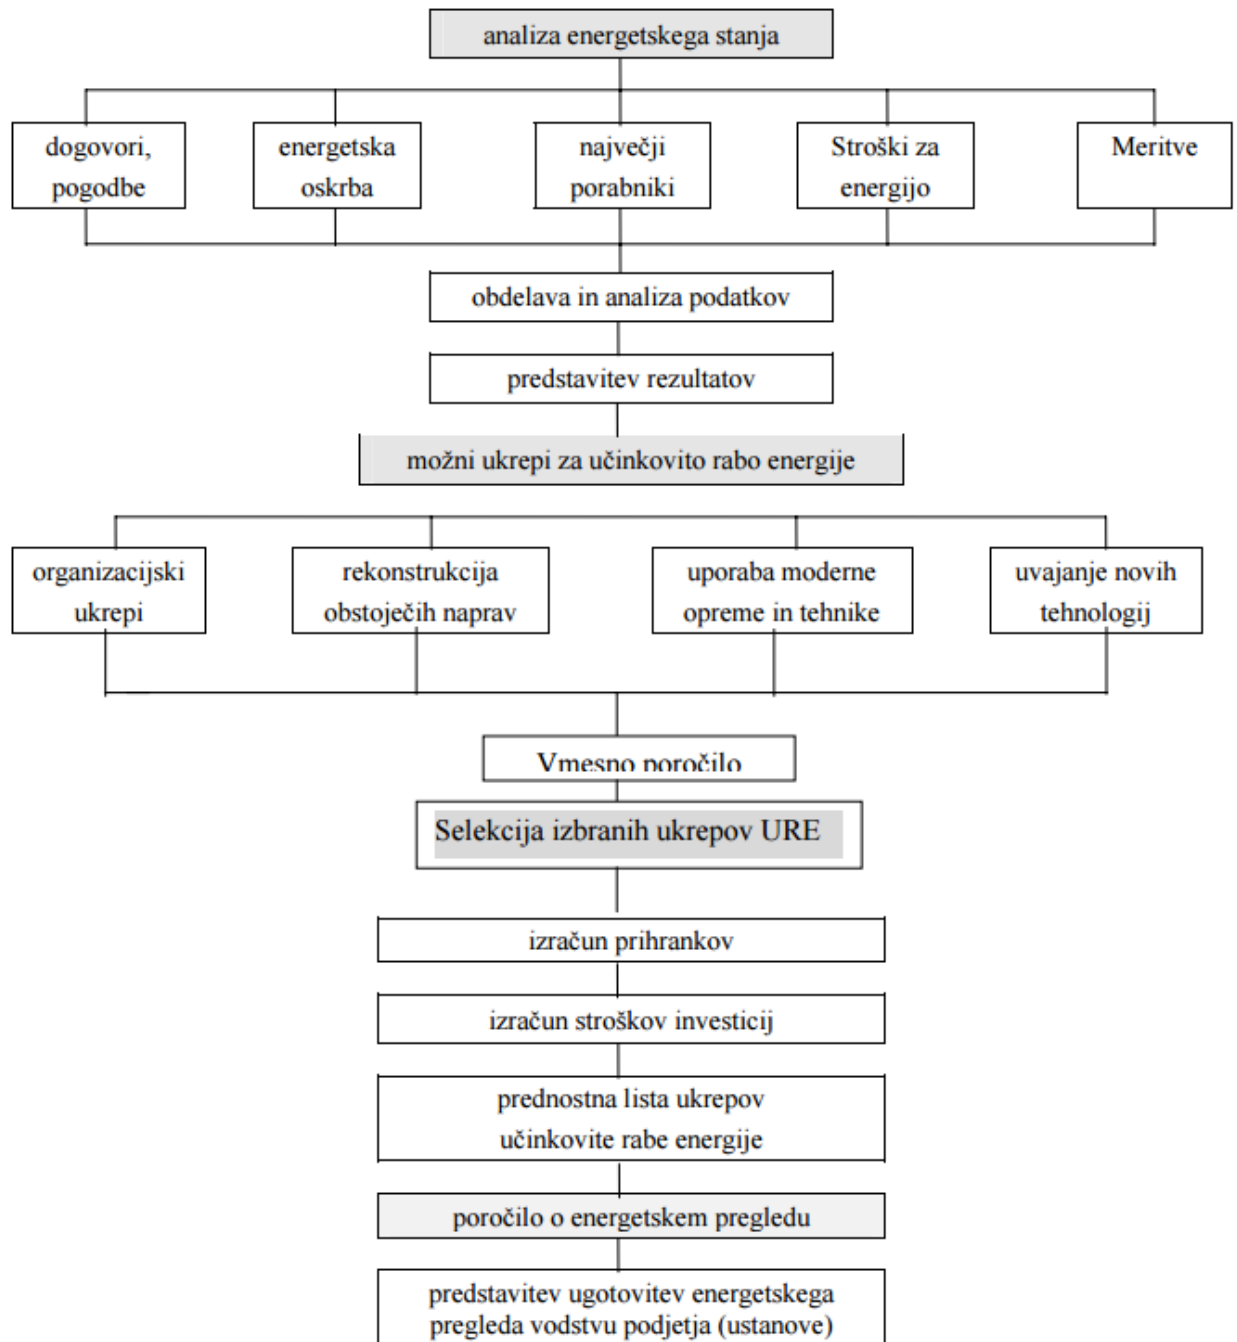 analiza energetskega stanja
dogovori,
pogodbe
energetska
oskrba
največji
porabniki
Stroški za
energijo
Meritve
obdelava in analiza podatkov
predstavitev rezultatov
možni ukrepi za učinkovito rabo energije
organizacijski
ukrepi
rekonstrukcija
obstoječih naprav
uporaba moderne
opreme in tehnike
uvajanje novih
tehnologij
Vmesno poročilo
Selekcija izbranih ukrepov URE
izračun prihrankov
izračun stroškov investicij
prednostna lista ukrepov
učinkovite rabe energije
poročilo o energetskem pregledu
predstavitev ugotovitev energetskega
pregleda vodstvu podjetja (ustanove)